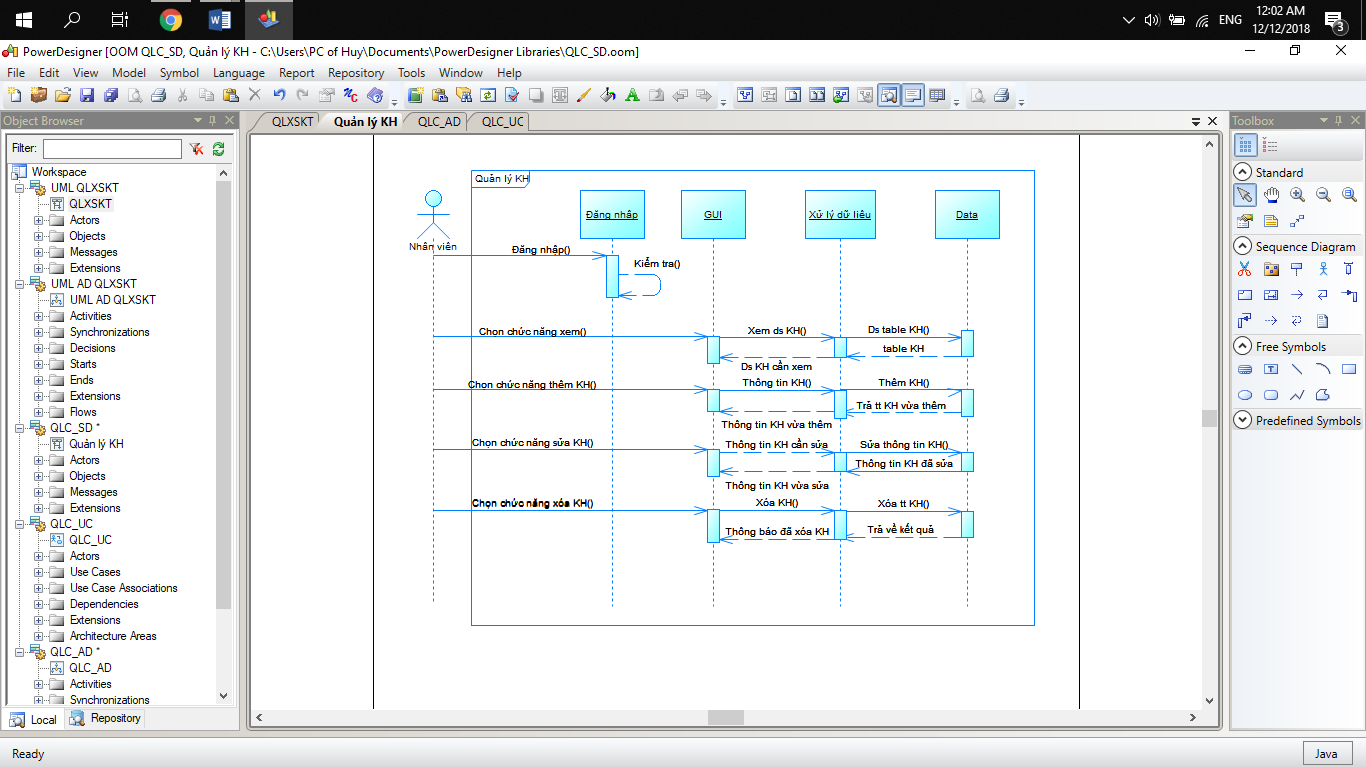 12:02 AM
ENG
12/12/2018
3
PowerDesigner [OOM QLC_SD, Quản lý KH - C:\Users\PC of Huy\Documents\PowerDesigner Libraries\QLC_SD.oom]
File Edit View Model Symbol Language Report Repository Tools Window Help
Object Browser
QLXSKT Quản lý KH QLC_AD QLC_UC
Toolbox
Filter:
Workspace
UML QLXSKT
QLXSKT
Actors
Objects
Messages
Extensions
UML AD QLXSKT
UML AD QLXSKT
Activities
Synchronizations
Decisions
Starts
Ends
Extensions
Flows
QLC_SD *
Quản lý KH
Actors
Objects
Messages
Extensions
QLC_UC
QLC_UC
Actors
Use Cases
Use Case Associations
Dependencies
Extensions
Architecture Areas
QLC_AD *
QLC_AD
Activities
Synchronizations
Local Repository
Quản lý KH
Nhân viên
Đăng nhâp GUI Xử lý dữ liêu Data
Đăng nhập()
Kiểm tra()
Chọn chức năng xem() Xem ds KH() Ds table KH()
table KH
Ds KH cần xem
Chon chức năng thêm KH() Thông tin KH() Thêm KH()
Trả tt KH vừa thêm
Thông tin KH vừa thêm
Chọn chức năng sửa KH() Thông tin KH cần sửa Sửa thông tin KH()
Thông tin KH đã sửa
Thông tin KH vừa sửa
Chọn chức năng xóa KH() Xóa KH() Xóa tt KH()
Thông báo đã xóa KH Trả về kết quả
Standard
Sequence Diagram
Free Symbols
Predefined Symbols
Ready
Java